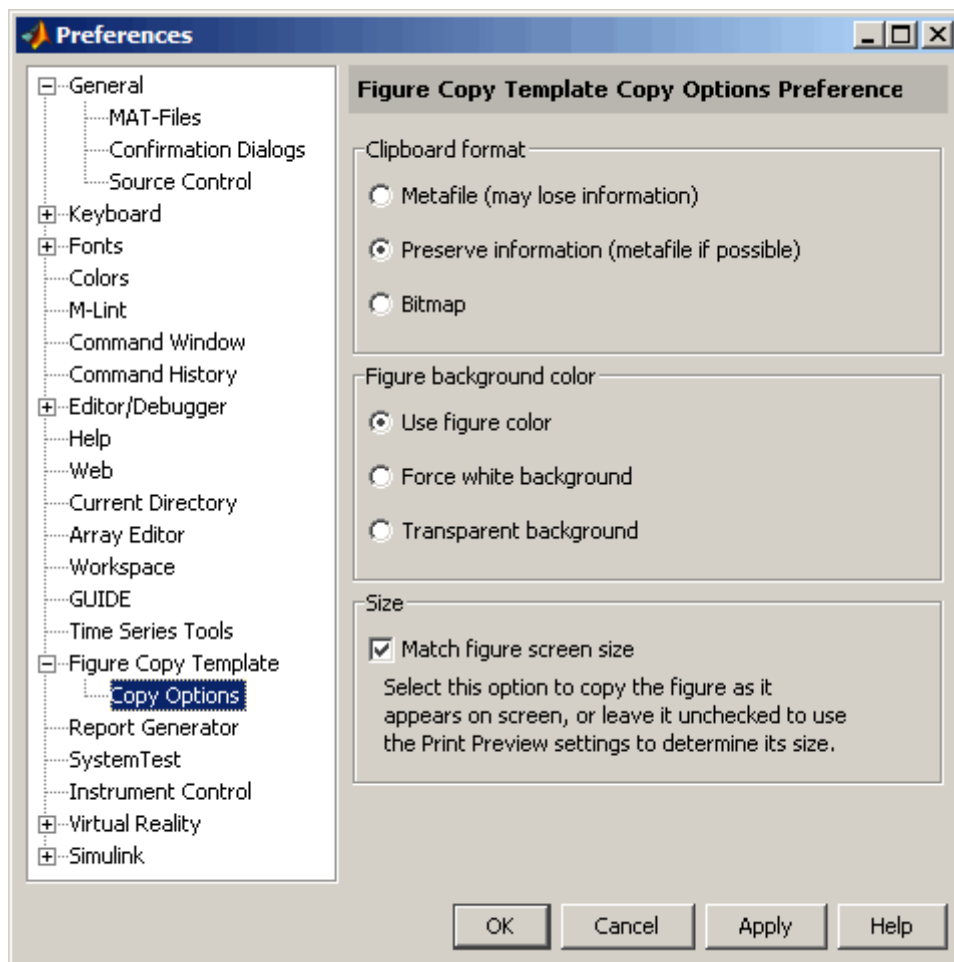 Preferences
General
MAT-Files
Confirmation Dialogs
Source Control
Keyboard
Fonts
Colors
M-Lint
Command Window
Command History
Editor/Debugger
Help
Web
Current Directory
Array Editor
Workspace
GUIDE
Time Series Tools
Figure Copy Template
Copy Options
Report Generator
SystemTest
Instrument Control
Virtual Reality
Simulink
Figure Copy Template Copy Options Preference
Clipboard format
Metafile (may lose information)
Preserve information (metafile if possible)
Bitmap
Figure background color
Use figure color
Force white background
Transparent background
Size
Match figure screen size
Select this option to copy the figure as it
appears on screen, or leave it unchecked to use
the Print Preview settings to determine its size.
OK Cancel Apply Help